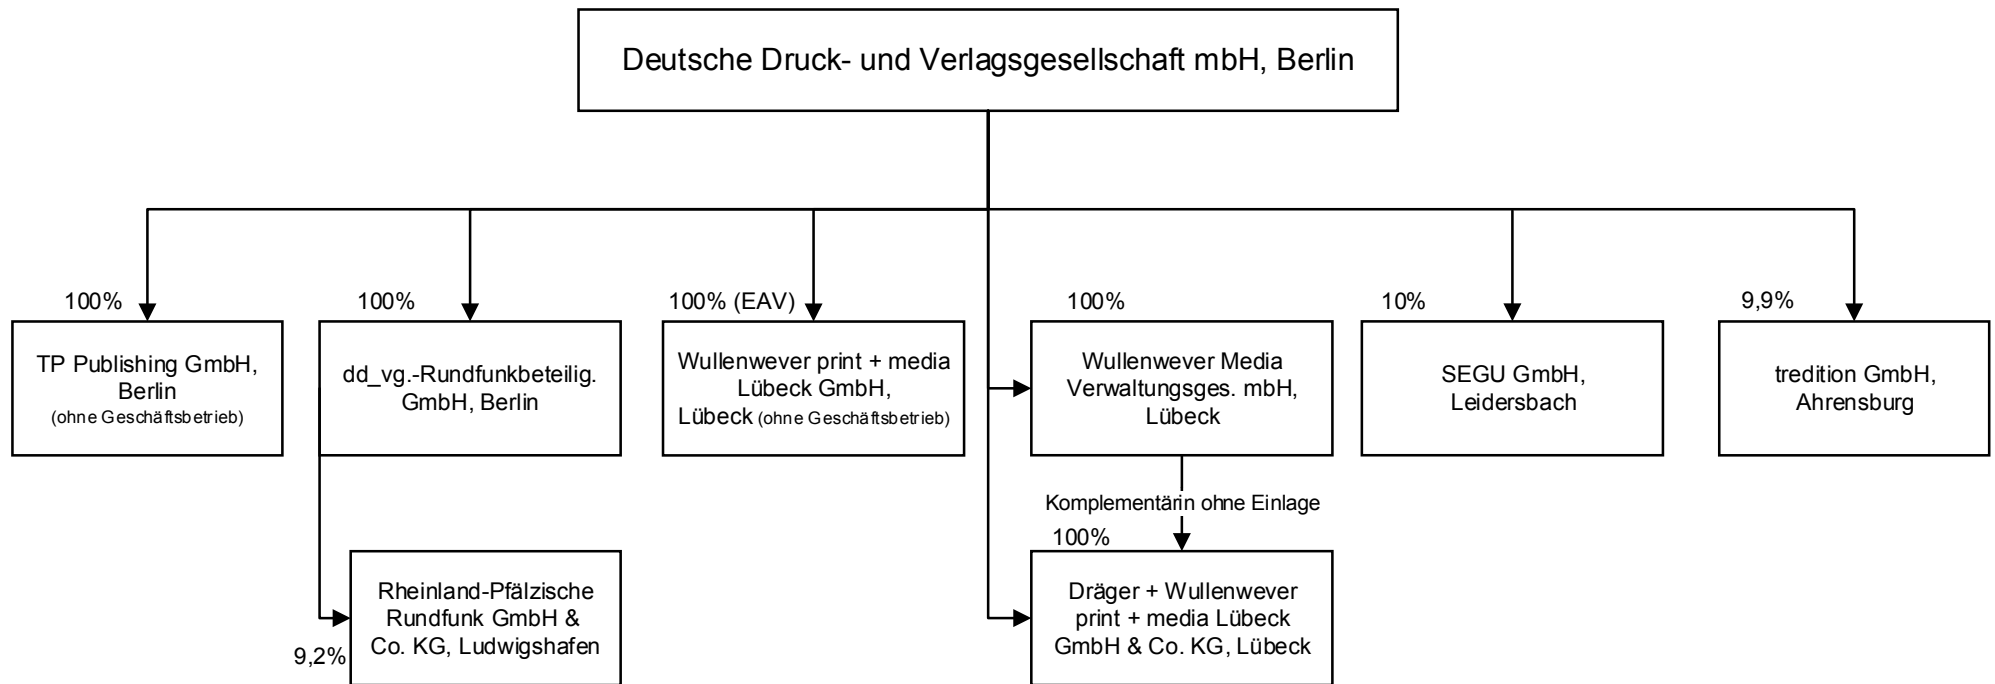 Deutsche Druck- und Verlagsgesellschaft mbH, Berlin
100%
TP Publishing GmbH,
Berlin
(ohne Geschäftsbetrieb)
100%
dd_vg.-Rundfunkbeteilig.
GmbH, Berlin
100% (EAV)
Wullenwever print + media
Lübeck GmbH,
Lübeck (ohne Geschäftsbetrieb)
100%
Wullenwever Media
Verwaltungsges. mbH,
Lübeck
10%
SEGU GmbH,
Leidersbach
9,9%
tredition GmbH,
Ahrensburg
9,2%
Rheinland-Pfälzische
Rundfunk GmbH &
Co. KG, Ludwigshafen
Komplementärin ohne Einlage
100%
Dräger + Wullenwever
print + media Lübeck
GmbH & Co. KG, Lübeck